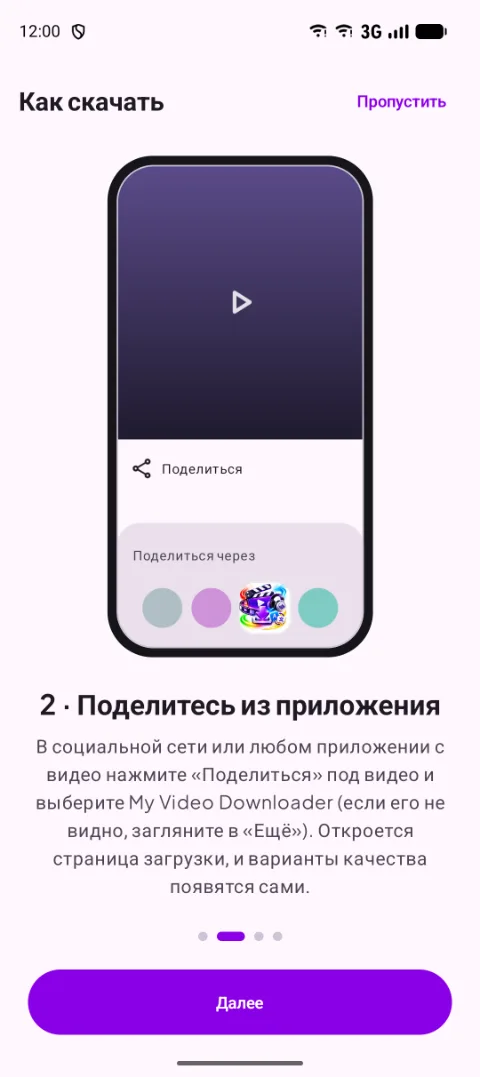 12:00
3G
Как скачать
Пропустить
Поделиться
Поделиться через
2 · Поделитесь из приложения
В социальной сети или любом приложении с
видео нажмите «Поделиться» под видео и
выберите My Video Downloader (если его не
видно, загляните в «Ещё»). Откроется
страница загрузки, и варианты качества
появятся сами.
Далее